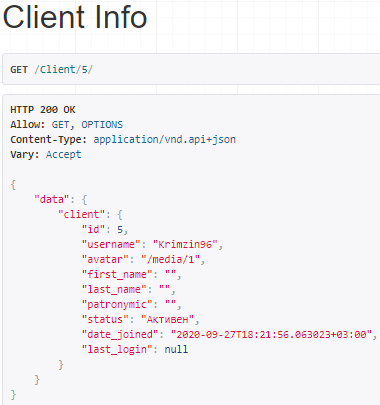 Client Info
GET /Client/5/
HTTP 200 OK
Allow: GET, OPTIONS
Content-Type: application/vnd.api+json
Vary: Accept
{
"data": {
"client": {
"id": 5,
"username": "Krimzin96",
"avatar": "/media/1",
"first_name": "",
"last_name": "",
"patronymic": "",
"status": "Активен",
"date_joined": "2020-09-27T18:21:56.063023+03:00",
"last_login": null
}
}
}